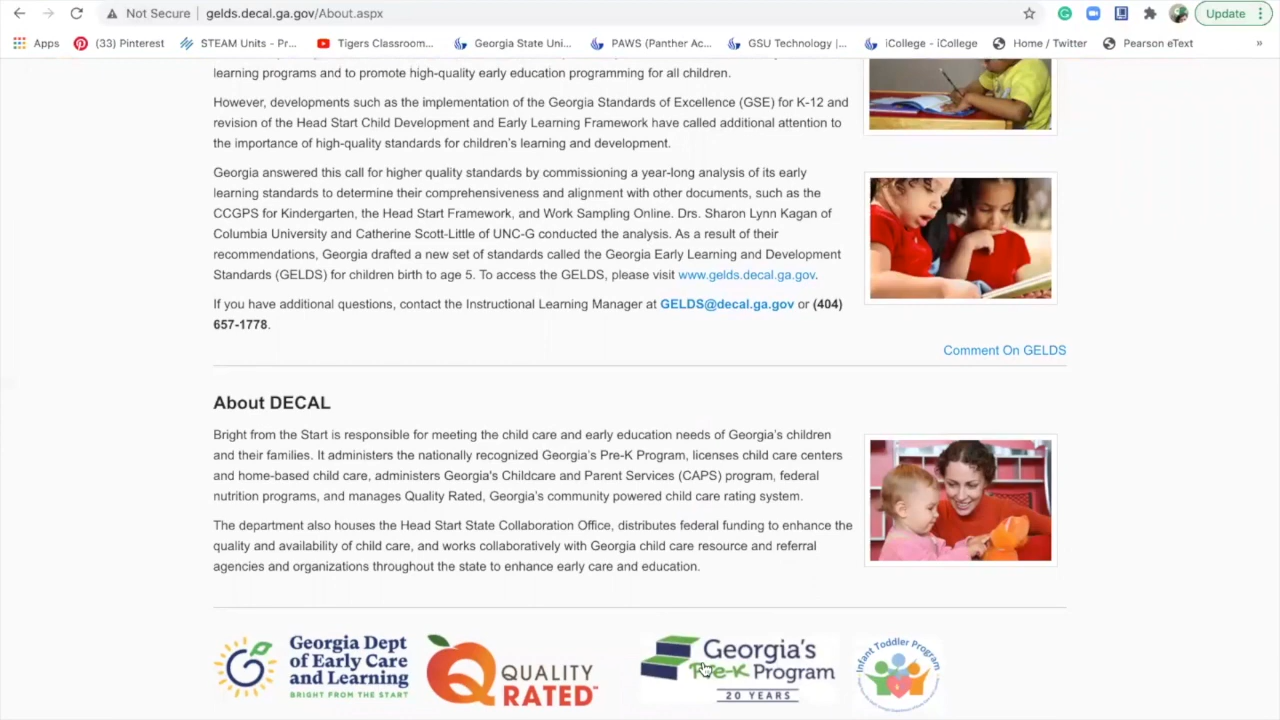 Not Secure | gelds.decal.ga.gov/About.aspx
Update
Apps
(33) Pinterest
STEAM Units - Pr...
Tigers Classroom...
Georgia State Uni...
PAWS (Panther Ac...
GSU Technology |...
iCollege - iCollege
Home / Twitter
Pearson eText
»
learning programs and to promote high-quality early education programming for all children.
However, developments such as the implementation of the Georgia Standards of Excellence (GSE) for K-12 and
revision of the Head Start Child Development and Early Learning Framework have called additional attention to
the importance of high-quality standards for children's learning and development.
Georgia answered this call for higher quality standards by commissioning a year-long analysis of its early
learning standards to determine their comprehensiveness and alignment with other documents, such as the
CCGPS for Kindergarten, the Head Start Framework, and Work Sampling Online. Drs. Sharon Lynn Kagan of
Columbia University and Catherine Scott-Little of UNC-G conducted the analysis. As a result of their
recommendations, Georgia drafted a new set of standards called the Georgia Early Learning and Development
Standards (GELDS) for children birth to age 5. To access the GELDS, please visit www.gelds.decal.ga.gov.
If you have additional questions, contact the Instructional Learning Manager at GELDS@decal.ga.gov or (404)
657-1778.
Comment On GELDS
About DECAL
Bright from the Start is responsible for meeting the child care and early education needs of Georgia's children
and their families. It administers the nationally recognized Georgia's Pre-K Program, licenses child care centers
and home-based child care, administers Georgia's Childcare and Parent Services (CAPS) program, federal
nutrition programs, and manages Quality Rated, Georgia's community powered child care rating system.
The department also houses the Head Start State Collaboration Office, distributes federal funding to enhance the
quality and availability of child care, and works collaboratively with Georgia child care resource and referral
agencies and organizations throughout the state to enhance early care and education.
Georgia Dept
of Early Care
and Learning
BRIGHT FROM THE START
QUALITY
RATED™
Georgia's
Pre-K Program
20 YEARS
Infant Toddler Program